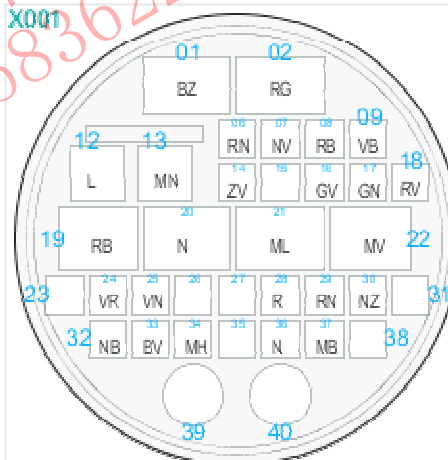 X001
01 02
BZ RG
06 07 08 09
RN NV RB VB
12 13
14 15 16 17 18
L MN ZV GV GN RV
20 21
19 RB N ML MV 22
23 24 25 26 27 28 29 30 31
VR VN R RN NZ
32 33 34 35 36 37 38
NB BV MH N MB
39 40